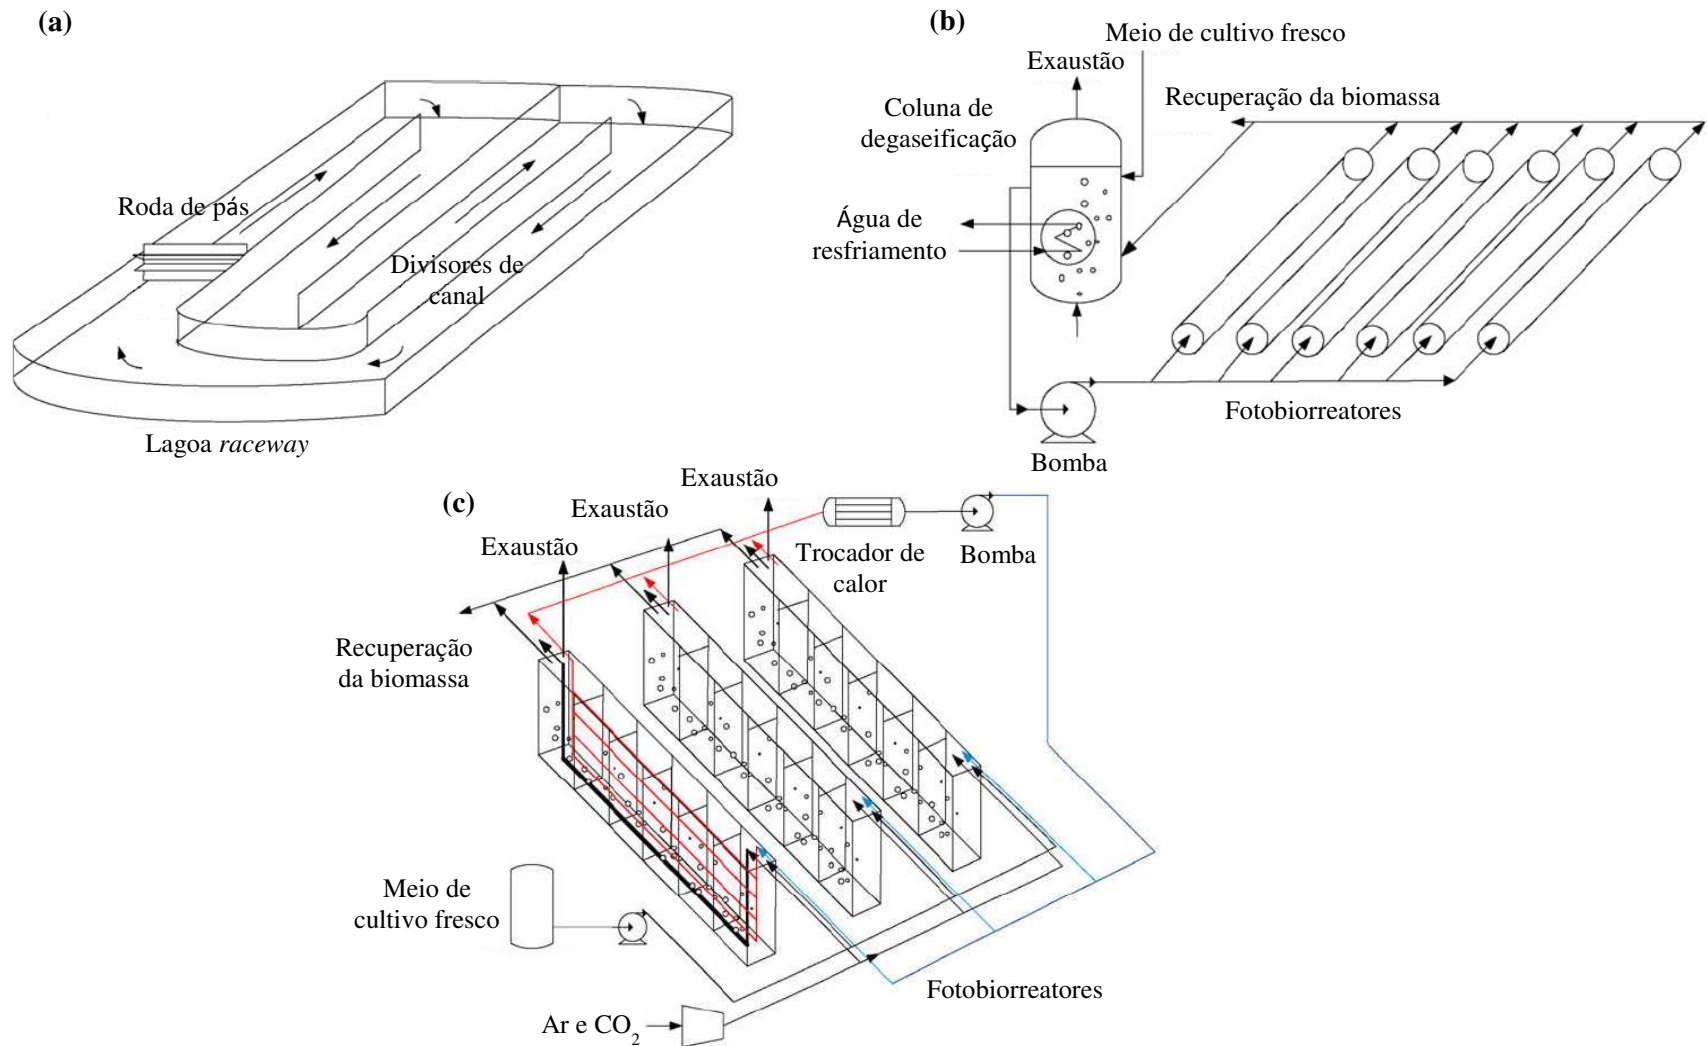 (a)
Roda de pás
Divisores de
canal
Lagoa raceway
(b)
Meio de cultivo fresco
Exaustão
Recuperação da biomassa
Coluna de
degaseificação
Água de
resfriamento
Fotobiorreatores
Bomba
(c)
Exaustão
Exaustão
Exaustão
Trocador de
calor
Bomba
Recuperação
da biomassa
Meio de
cultivo fresco
Fotobiorreatores
Ar e CO2